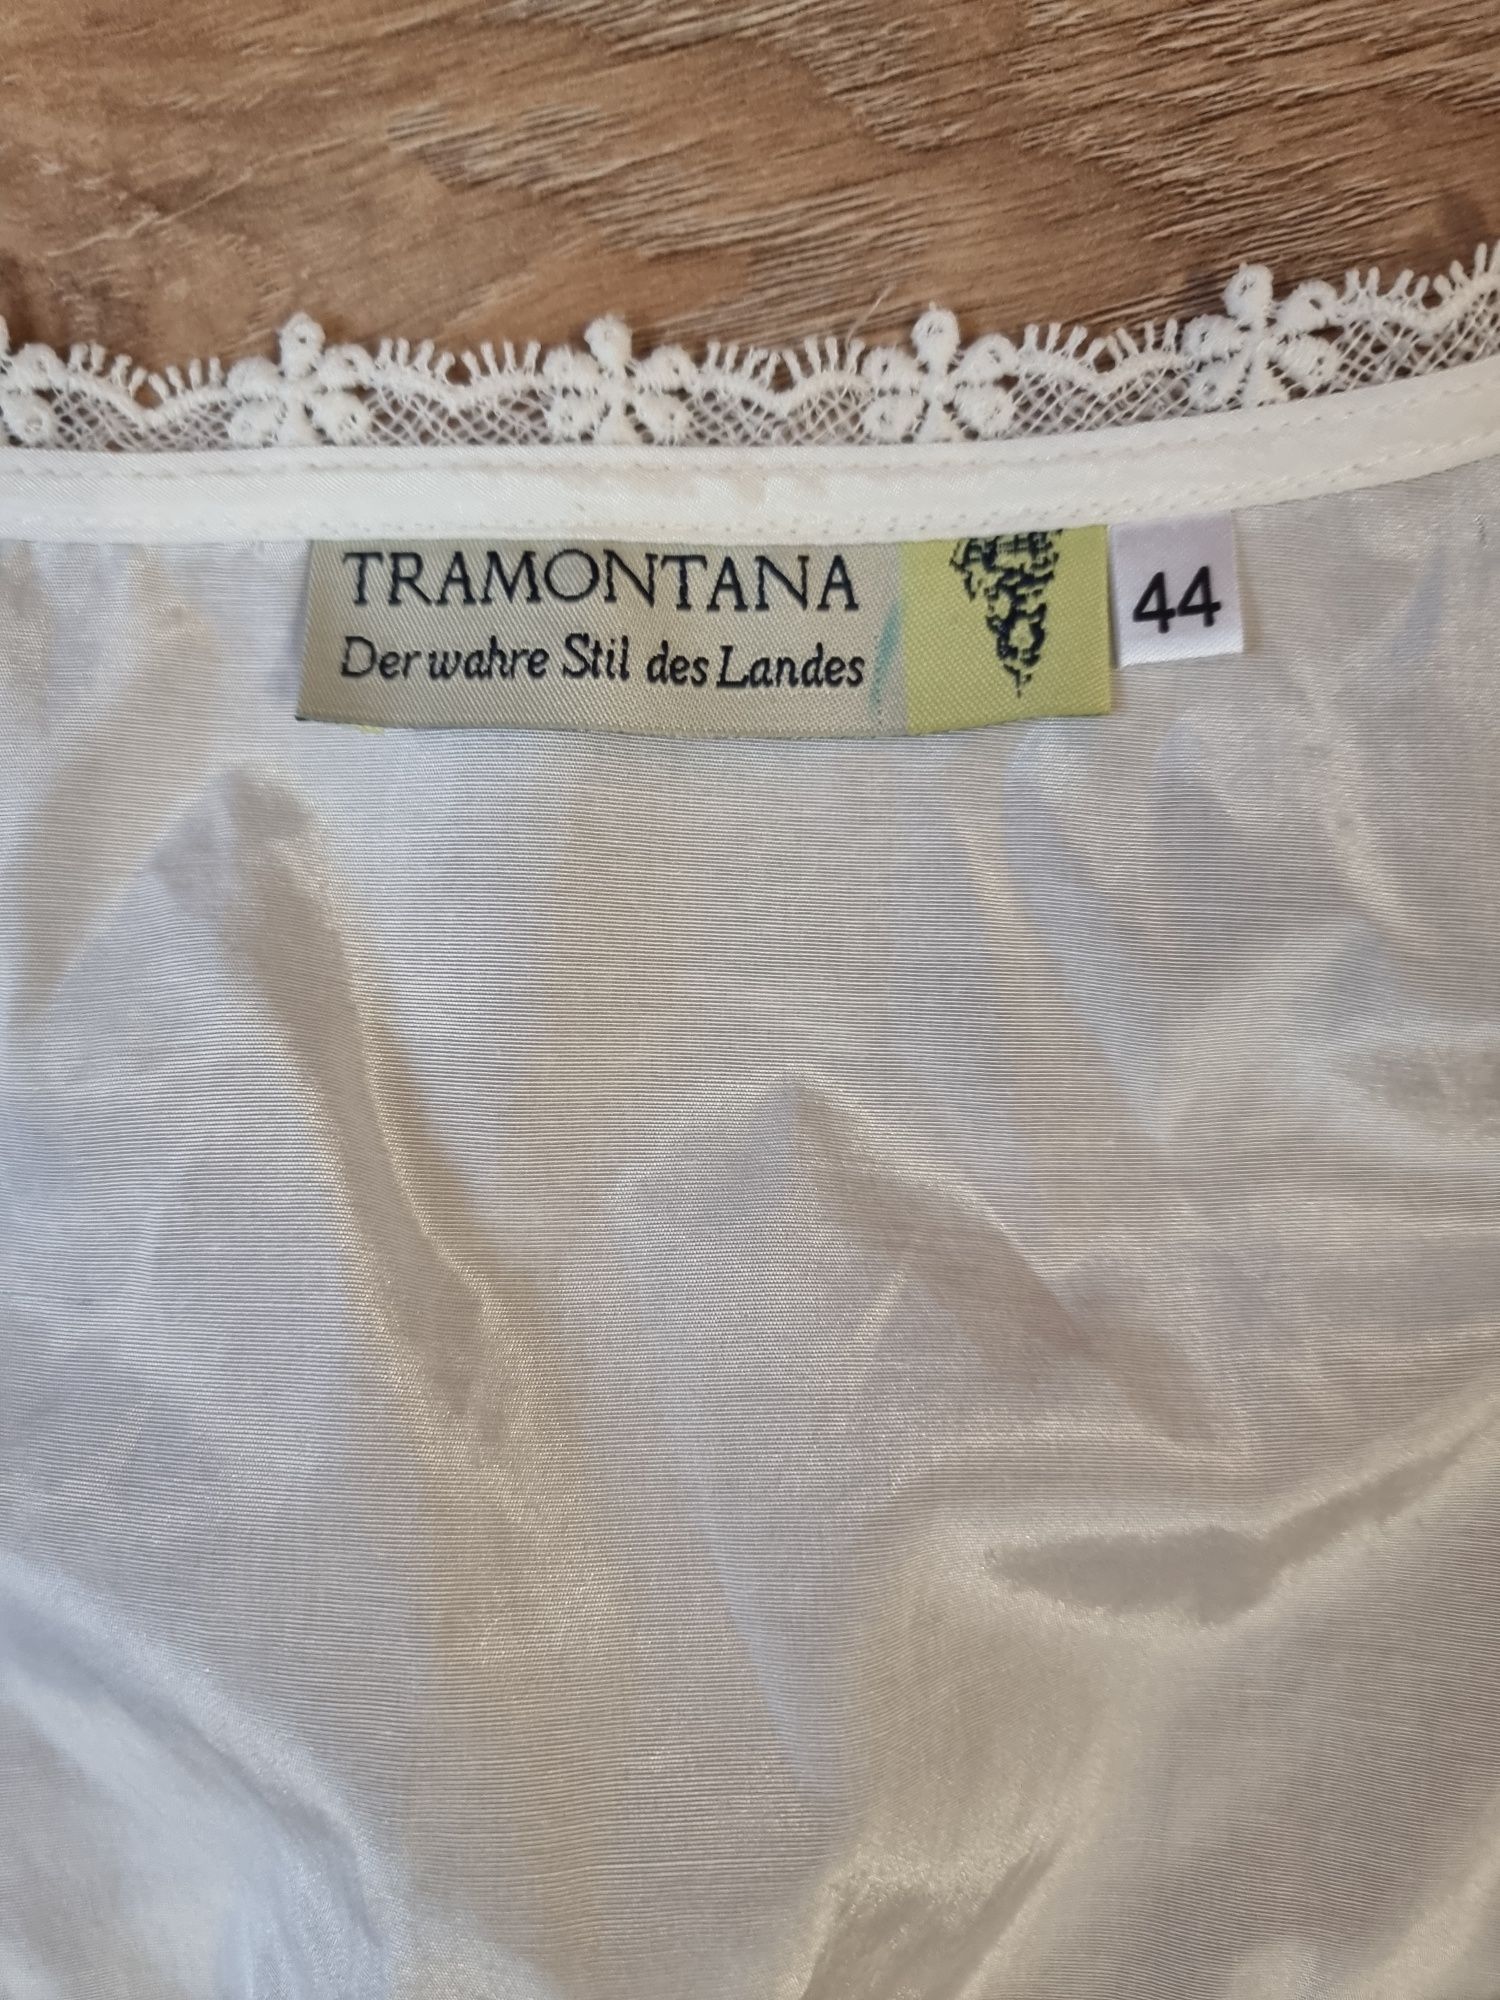 TRAMONTANA
Der wahre Stil des Landes
44